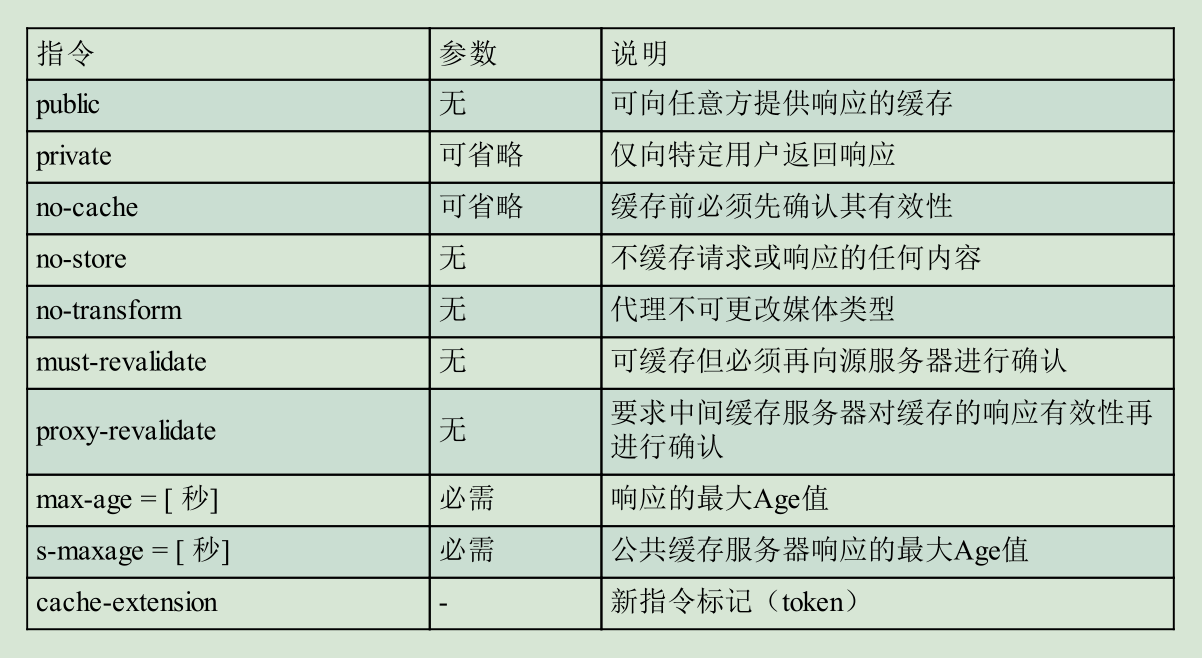 指令 参数 说明
public 无 可向任意方提供响应的缓存
private 可省略 仅向特定用户返回响应
no-cache 可省略 缓存前必须先确认其有效性
no-store 无 不缓存请求或响应的任何内容
no-transform 无 代理不可更改媒体类型
must-revalidate 无 可缓存但必须再向源服务器进行确认
proxy-revalidate 无 要求中间缓存服务器对缓存的响应有效性再
进行确认
max-age = [ 秒] 必需 响应的最大Age值
s-maxage = [ 秒] 必需 公共缓存服务器响应的最大Age值
cache-extension - 新指令标记（token）